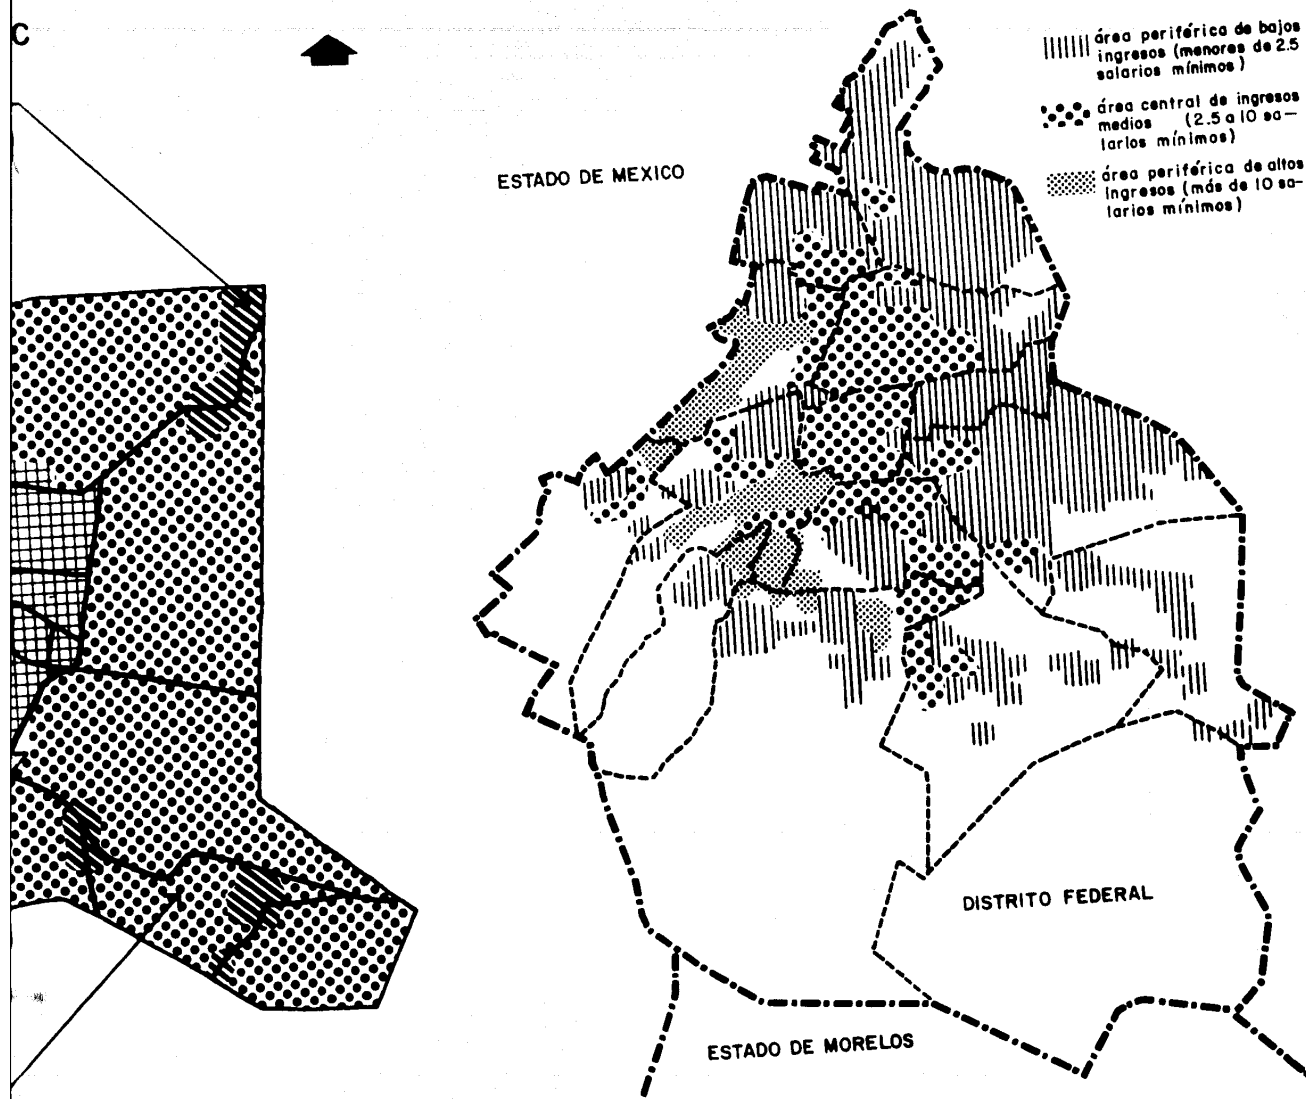 C
área periférica de bajos
ingresos (menores de 2.5
salarios mínimos)
área central de ingresos
medios (2.5 a 10 sa-
larios mínimos)
área periférica de altos
ingresos (más de 10 sa-
larios mínimos)
ESTADO DE MEXICO
DISTRITO FEDERAL
ESTADO DE MORELOS